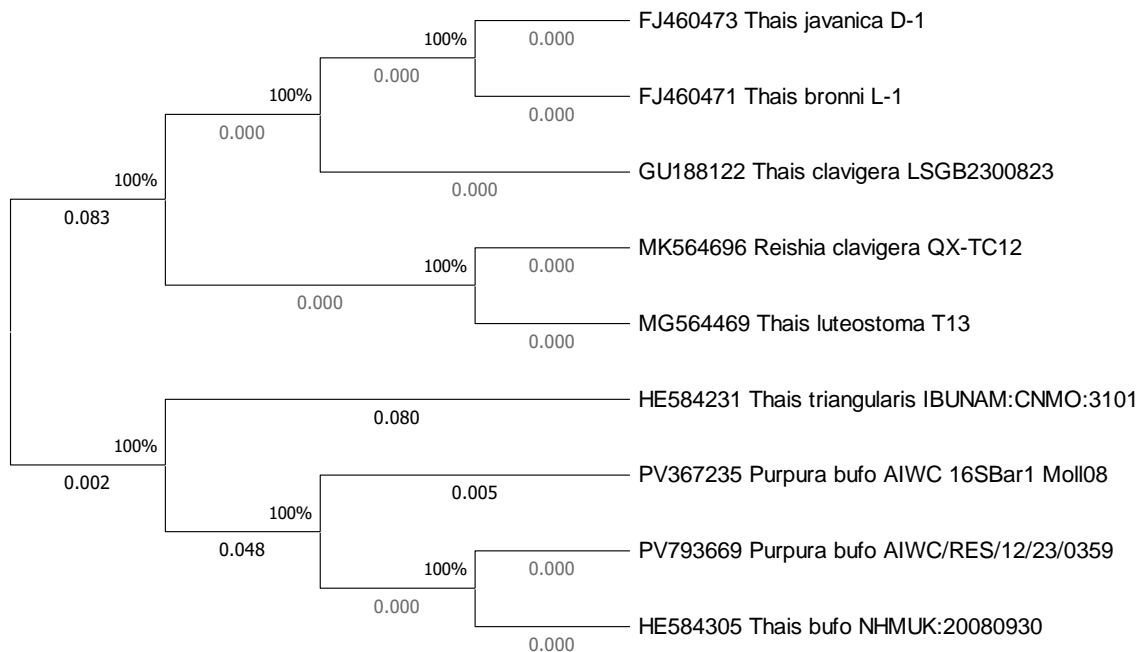 FJ460473 Thais javanica D-1
100%
0.000
0.000
100%
FJ460471 Thais bronni L-1
0.000
0.000
GU188122 Thais clavigera LSGB2300823
100%
0.000
0.083
MK564696 Reishia clavigera QX-TC12
100%
0.000
0.000
MG564469 Thais luteostoma T13
0.000
HE584231 Thais triangularis IBUNAM:CNMO:3101
0.080
100%
0.002
PV367235 Purpura bufo AIWC 16SBar1 Moll08
0.005
100%
0.048
PV793669 Purpura bufo AIWC/RES/12/23/0359
100%
0.000
0.000
HE584305 Thais bufo NHMUK:20080930
0.000